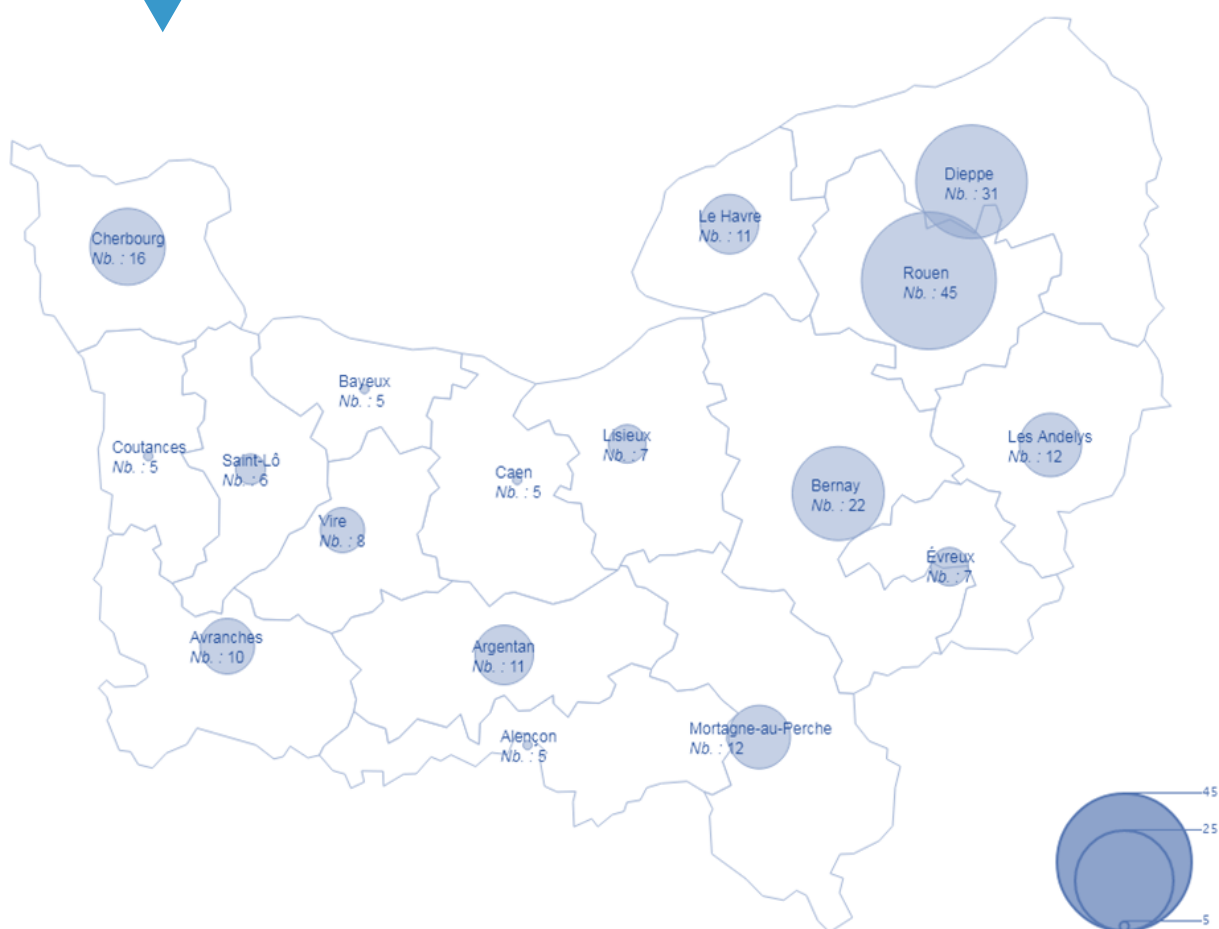 Dieppe
Nb. : 31
Le Havre
Nb. : 11
Cherbourg
Nb. : 16
Rouen
Nb. : 45
Bayeux
Nb. : 5
Coutances
Nb. : 5
Saint-Lô
Nb. : 6
Lisieux
Nb. : 7
Les Andelys
Nb. : 12
Caen
Nb. : 5
Bernay
Nb. : 22
Vire
Nb. : 8
Évreux
Nb. : 7
Avranches
Nb. : 10
Argentan
Nb. : 11
Mortagne-au-Perche
Nb. : 12
Alençon
Nb. : 5
45
25
5